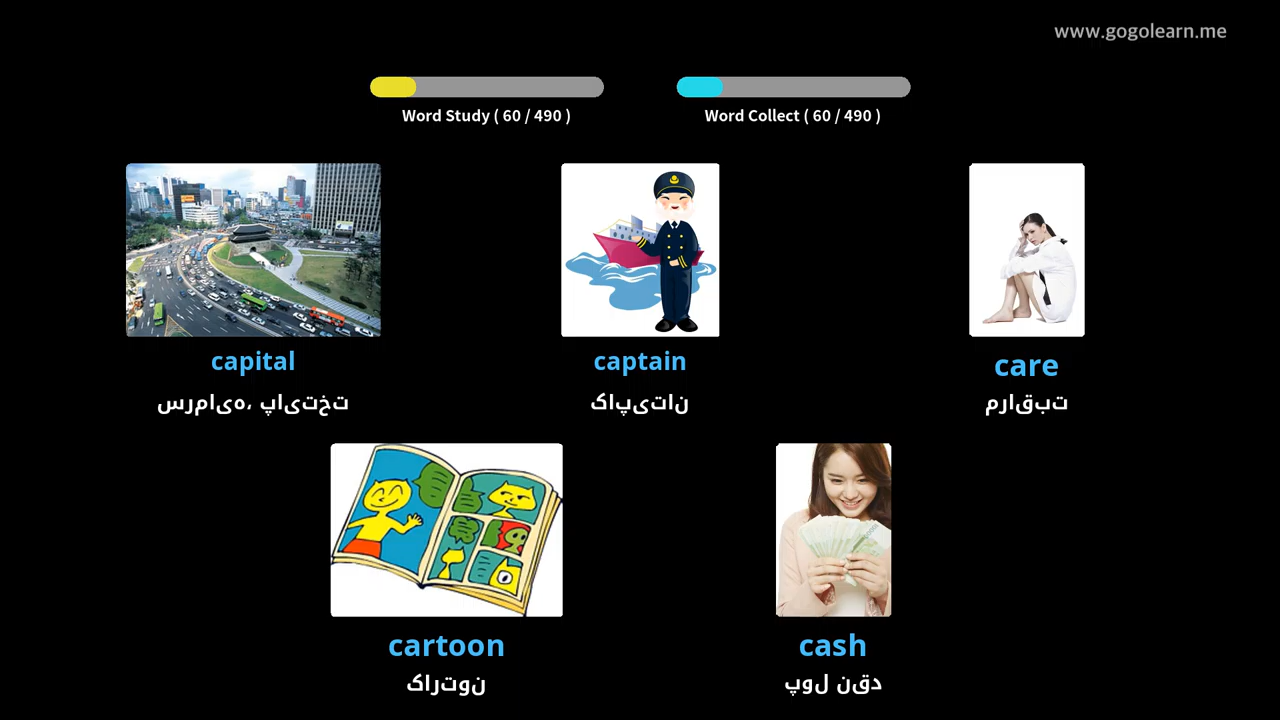 www.gogolearn.me
Word Study ( 60 / 490 )
Word Collect ( 60 / 490 )
capital
سرمایه، پایتخت
captain
کاپیتان
care
مراقبت
cartoon
کارتون
cash
پول نقد